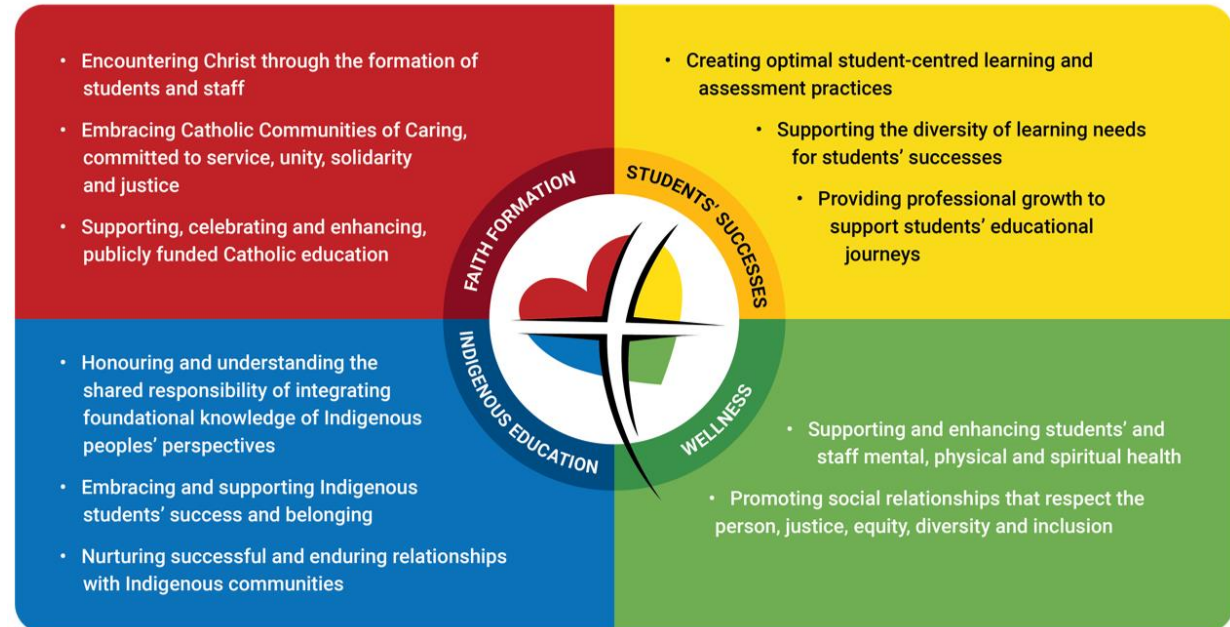 • Encountering Christ through the formation of
students and staff
• Embracing Catholic Communities of Caring,
committed to service, unity, solidarity
and justice
• Supporting, celebrating and enhancing,
publicly funded Catholic education
• Creating optimal student-centred learning and
assessment practices
• Supporting the diversity of learning needs
for students’ successes
• Providing professional growth to
support students’ educational
journeys
FAITH FORMATION
STUDENTS’ SUCCESSES
INDIGENOUS EDUCATION
WELLNESS
• Honouring and understanding the
shared responsibility of integrating
foundational knowledge of Indigenous
peoples’ perspectives
• Embracing and supporting Indigenous
students’ success and belonging
• Nurturing successful and enduring relationships
with Indigenous communities
• Supporting and enhancing students’ and
staff mental, physical and spiritual health
• Promoting social relationships that respect the
person, justice, equity, diversity and inclusion